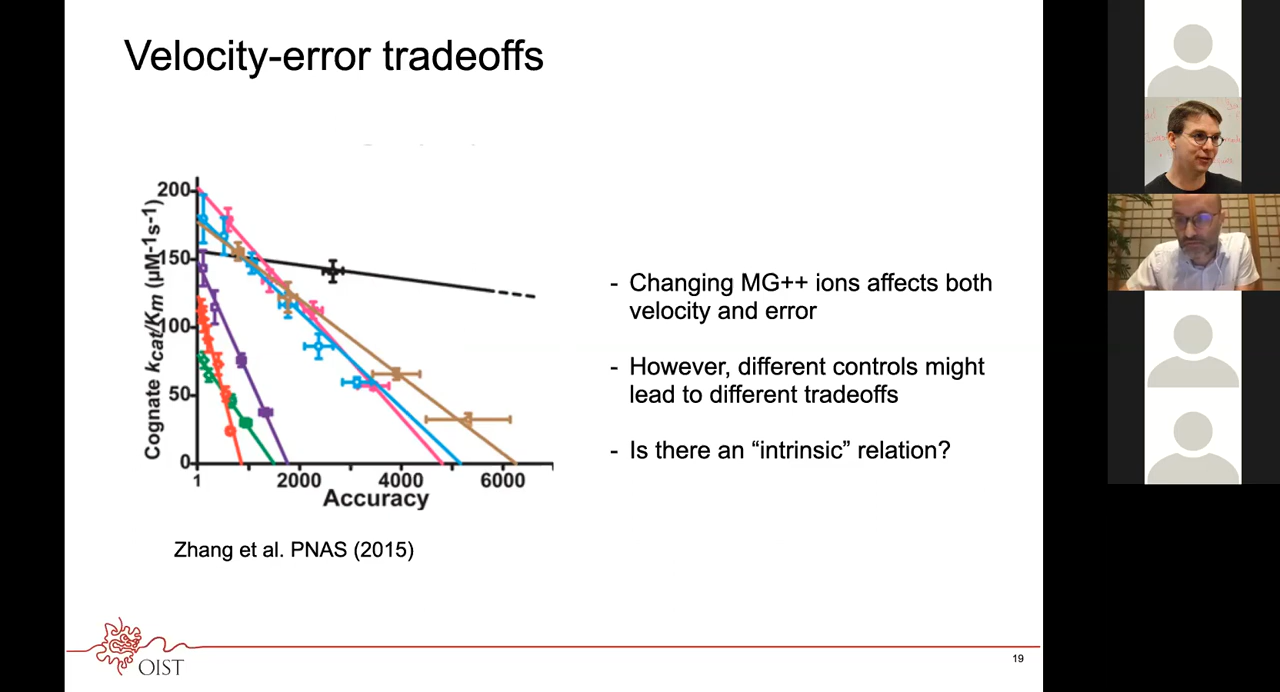 Velocity-error tradeoffs
200
150
100
50
0
Cognate kcat/Km (µM-1s-1)
1
2000
4000
6000
Accuracy
- Changing MG++ ions affects both
velocity and error
- However, different controls might
lead to different tradeoffs
- Is there an “intrinsic” relation?
Zhang et al. PNAS (2015)
OIST
19